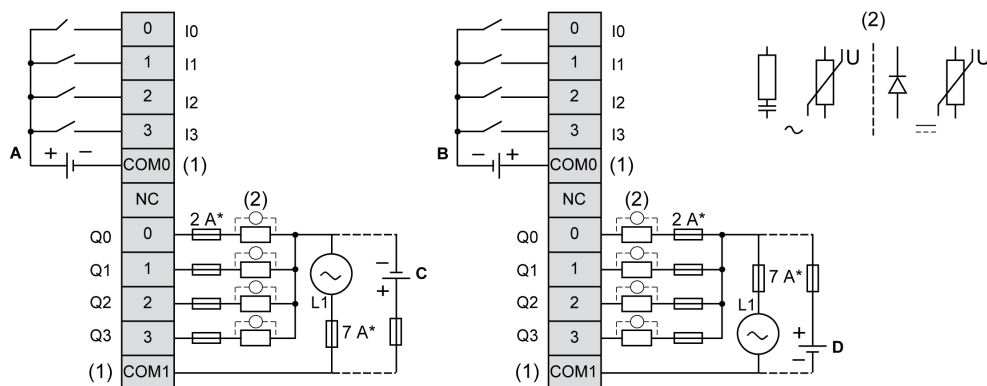 0 I0
1 I1
2 I2
3 I3
A + − COM0 (1)
NC
(2)
Q0 0 2 A*
Q1 1
Q2 2
Q3 3
L1 7 A*
− + C
(1) COM1
0 I0
1 I1
2 I2
3 I3
B − + COM0 (1)
NC
(2)
Q0 0 2 A*
Q1 1
Q2 2
Q3 3
7 A*
L1
+ − D
(1) COM1
(2)
U U